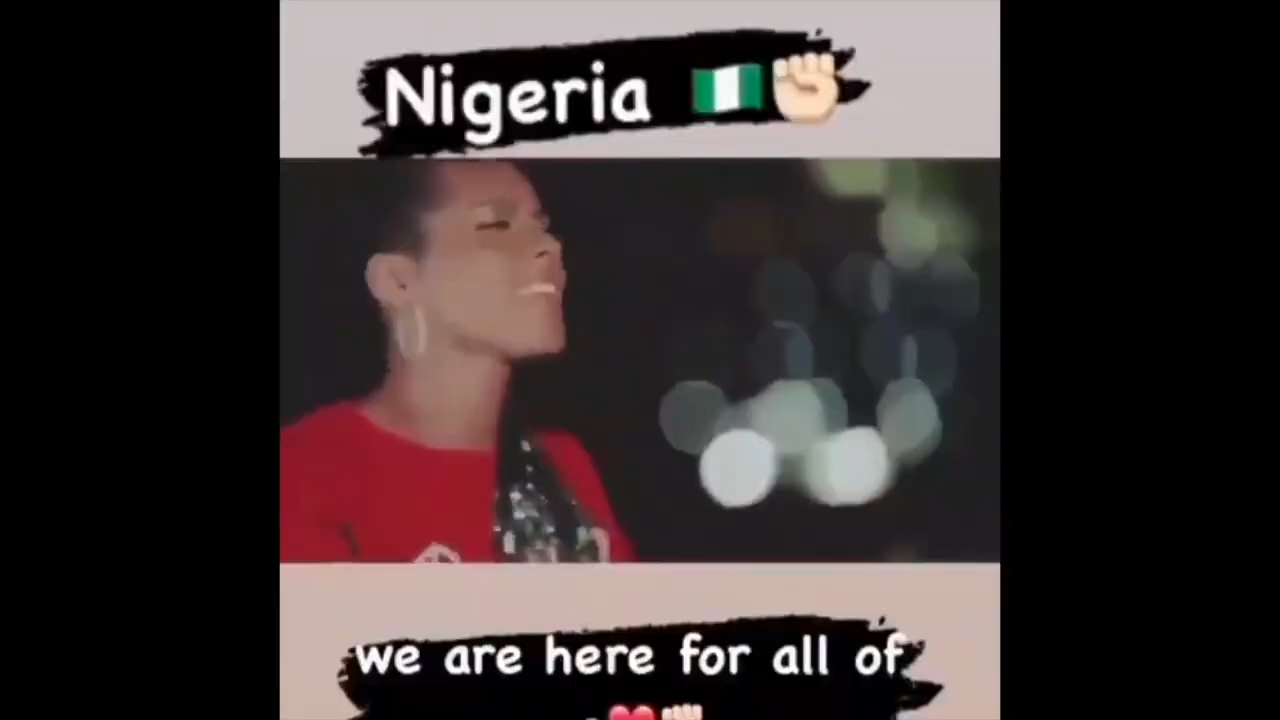 Nigeria 🇳🇬✊🏻
we are here for all of
❤️✊🏻